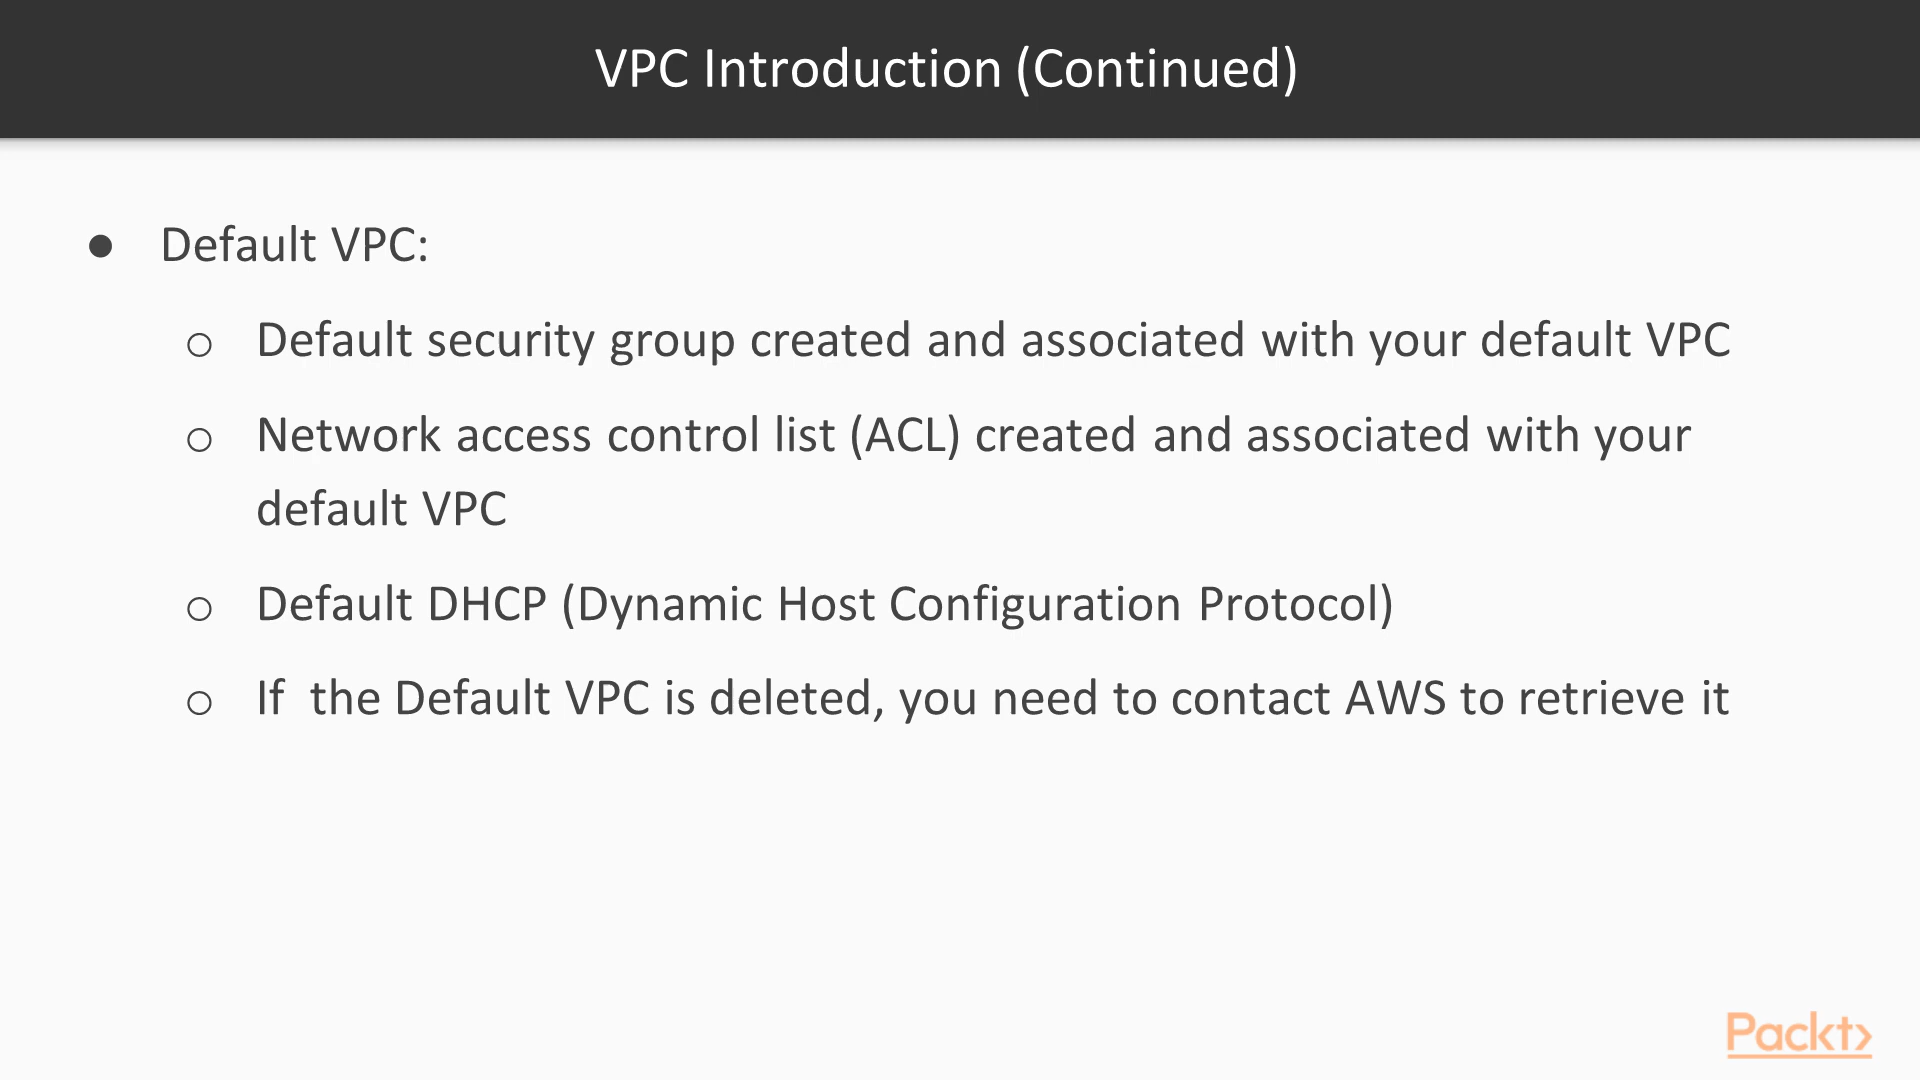 VPC Introduction (Continued)
● Default VPC:
○ Default security group created and associated with your default VPC
○ Network access control list (ACL) created and associated with your
default VPC
○ Default DHCP (Dynamic Host Configuration Protocol)
○ If  the Default VPC is deleted, you need to contact AWS to retrieve it
Packt>